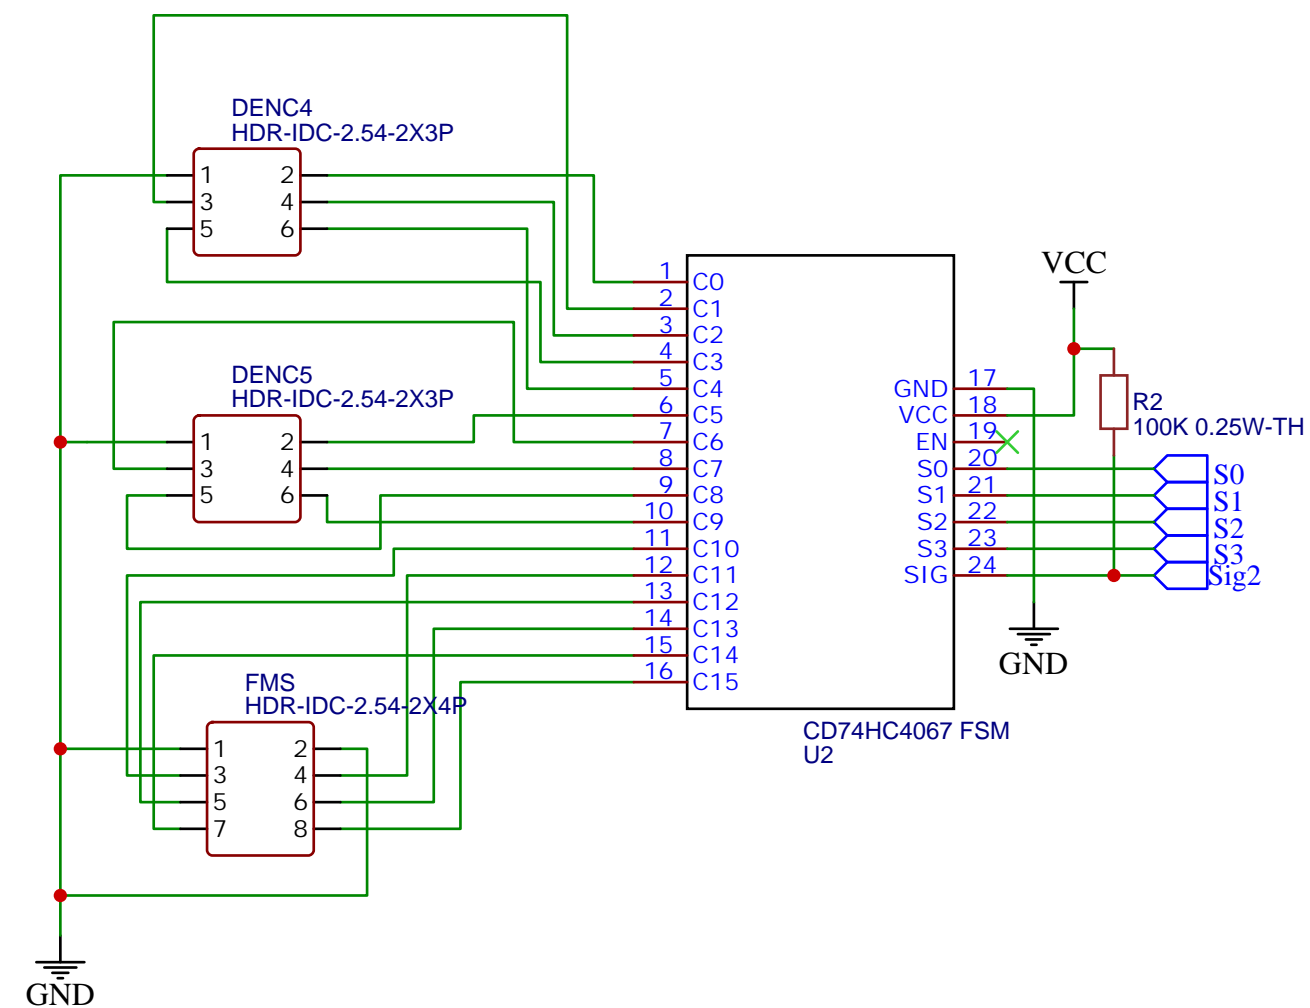 DENC4
HDR-IDC-2.54-2X3P
1 2
3 4
5 6
DENC5
HDR-IDC-2.54-2X3P
1 2
3 4
5 6
FMS
HDR-IDC-2.54-2X4P
1 2
3 4
5 6
7 8
GND
1 C0
2 C1
3 C2
4 C3
5 C4
6 C5
7 C6
8 C7
9 C8
10 C9
11 C10
12 C11
13 C12
14 C13
15 C14
16 C15
GND 17
VCC 18
EN 19
S0 20
S1 21
S2 22
S3 23
SIG 24
CD74HC4067 FSM
U2
VCC
R2
100K 0.25W-TH
S0
S1
S2
S3
Sig2
GND